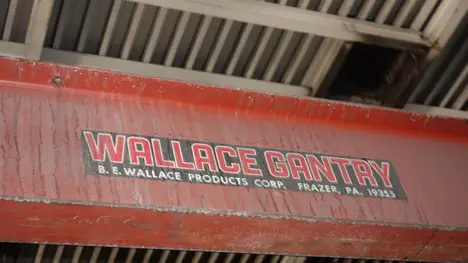 WALLACE GANTRY
B. E. WALLACE PRODUCTS CORP. FRAZER, PA. 19355